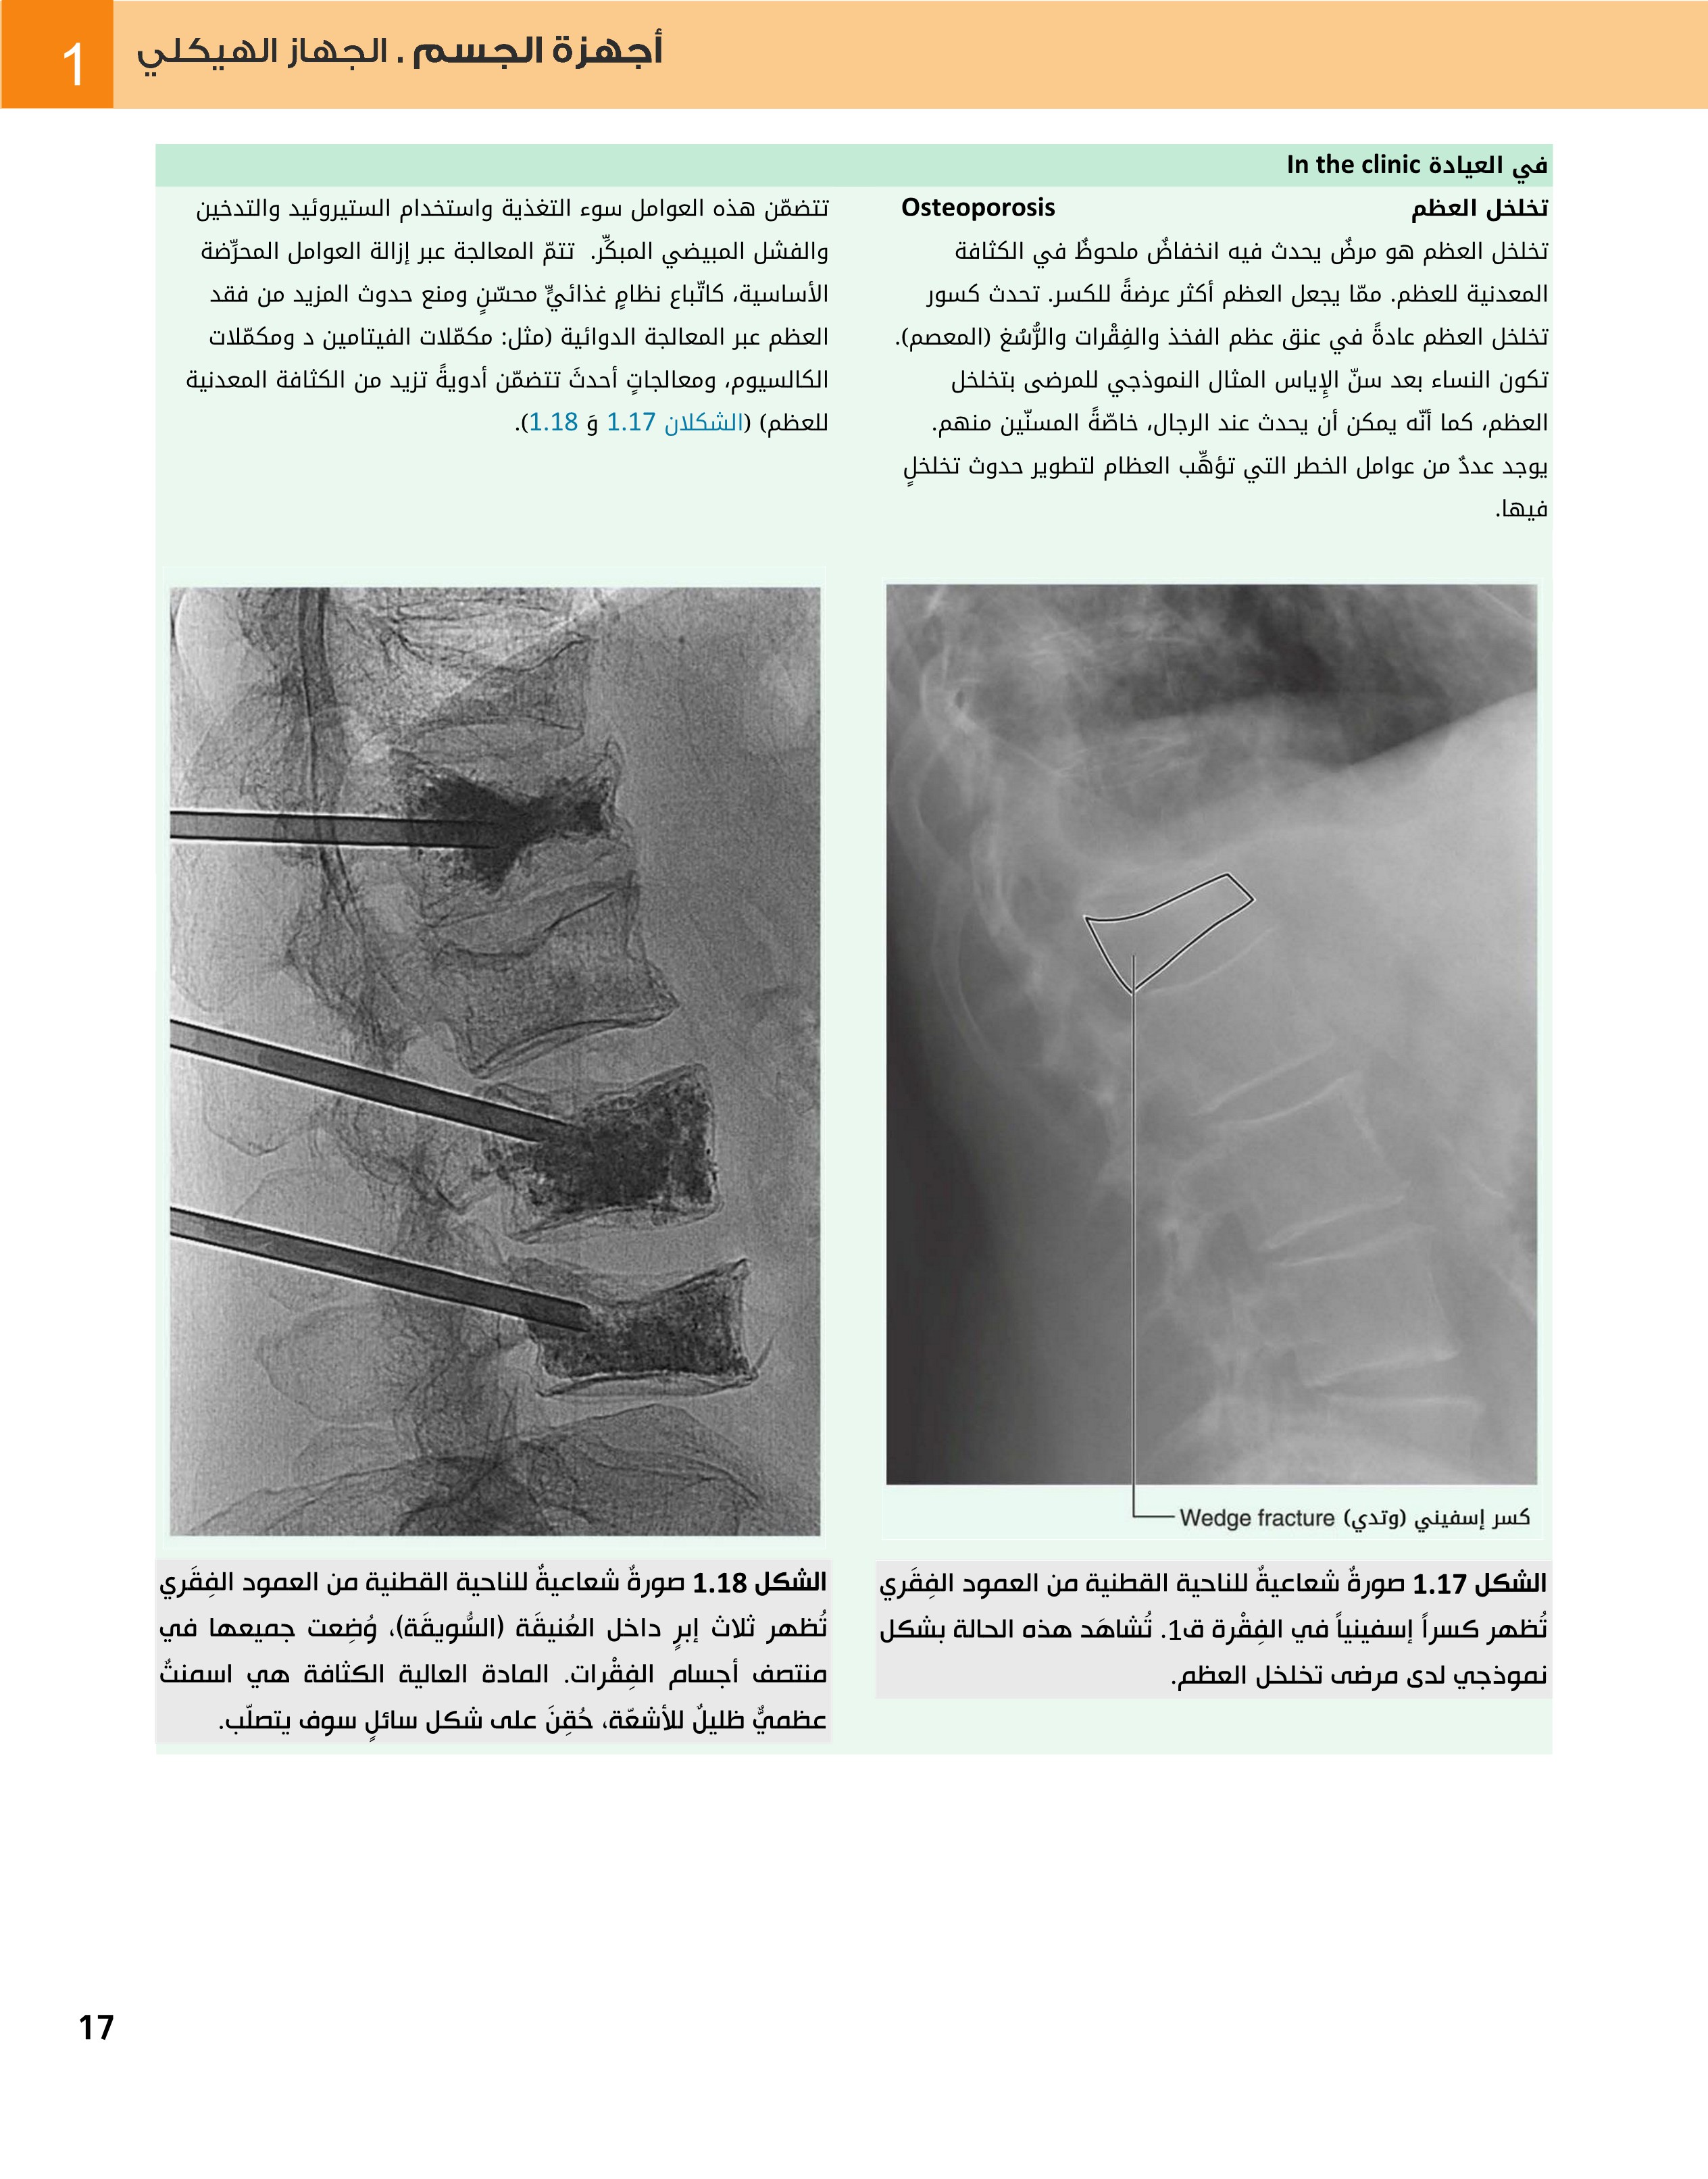 1
أجهزة الجسم . الجهاز الهيكلي
في العيادة In the clinic
تخلخل العظم Osteoporosis
تخلخل العظم هو مرضٌ يحدث فيه انخفاضٌ ملحوظٌ في الكثافة
المعدنية للعظم. ممّا يجعل العظم أكثر عرضةً للكسر. تحدث كسور
تخلخل العظم عادةً في عنق عظم الفخذ والفِقْرات والرُّسُغ (المعصم).
تكون النساء بعد سنّ الإِياس المثال النموذجي للمرضى بتخلخل
العظم، كما أنّه يمكن أن يحدث عند الرجال، خاصّةً المسنّين منهم.
يوجد عددٌ من عوامل الخطر التي تؤهِّب العظام لتطوير حدوث تخلخلٍ
فيها.
تتضمّن هذه العوامل سوء التغذية واستخدام الستيروئيد والتدخين
والفشل المبيضي المبكِّر. تتمّ المعالجة عبر إزالة العوامل المحرِّضة
الأساسية، كاتّباع نظامٍ غذائيٍّ محسّنٍ ومنع حدوث المزيد من فقد
العظم عبر المعالجة الدوائية (مثل: مكمّلات الفيتامين د ومكمّلات
الكالسيوم، ومعالجاتٍ أحدثَ تتضمّن أدويةً تزيد من الكثافة المعدنية
للعظم) (الشكلان 1.17 وَ 1.18).
كسر إسفيني (وتدي) Wedge fracture
الشكل 1.17 صورةٌ شعاعيةٌ للناحية القطنية من العمود الفِقَري
تُظهر كسراً إسفينياً في الفِقْرة ق1. تُشاهَد هذه الحالة بشكل
نموذجي لدى مرضى تخلخل العظم.
الشكل 1.18 صورةٌ شعاعيةٌ للناحية القطنية من العمود الفِقَري
تُظهر ثلاث إبرٍ داخل العُنيقَة (السُّويقَة)، وُضِعت جميعها في
منتصف أجسام الفِقْرات. المادة العالية الكثافة هي اسمنتٌ
عظميٌّ ظليلٌ للأشعّة، حُقِنَ على شكل سائلٍ سوف يتصلّب.
17